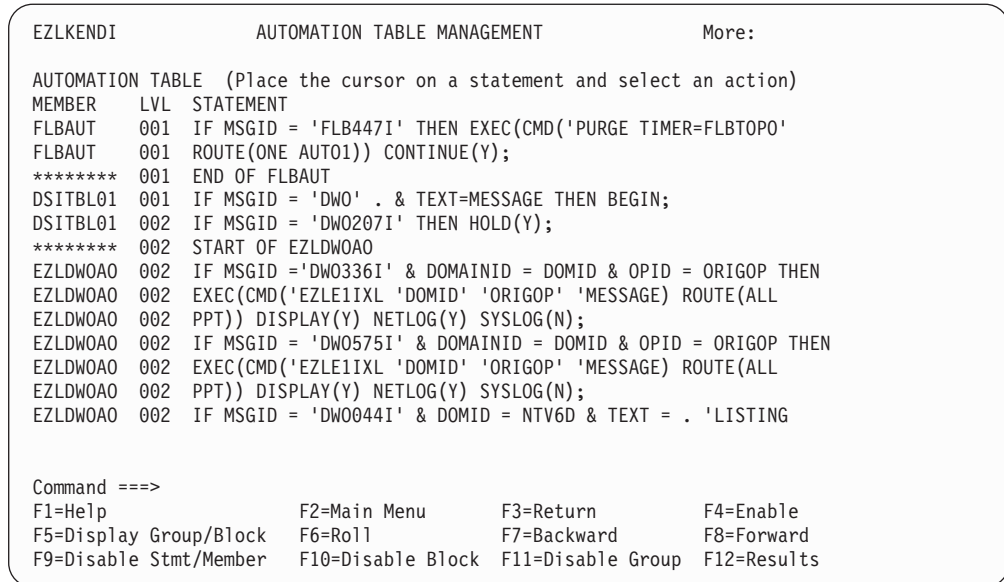 EZLKENDI AUTOMATION TABLE MANAGEMENT More:
AUTOMATION TABLE (Place the cursor on a statement and select an action)
MEMBER LVL STATEMENT
FLBAUT 001 IF MSGID = 'FLB447I' THEN EXEC(CMD('PURGE TIMER=FLBTOPO'
FLBAUT 001 ROUTE(ONE AUTO1)) CONTINUE(Y);
******** 001 END OF FLBAUT
DSITBL01 001 IF MSGID = 'DWO' . & TEXT=MESSAGE THEN BEGIN;
DSITBL01 002 IF MSGID = 'DWO207I' THEN HOLD(Y);
******** 002 START OF EZLDWOAO
EZLDWOAO 002 IF MSGID ='DWO336I' & DOMAINID = DOMID & OPID = ORIGOP THEN
EZLDWOAO 002 EXEC(CMD('EZLE1IXL 'DOMID' 'ORIGOP' 'MESSAGE) ROUTE(ALL
EZLDWOAO 002 PPT)) DISPLAY(Y) NETLOG(Y) SYSLOG(N);
EZLDWOAO 002 IF MSGID = 'DWO575I' & DOMAINID = DOMID & OPID = ORIGOP THEN
EZLDWOAO 002 EXEC(CMD('EZLE1IXL 'DOMID' 'ORIGOP' 'MESSAGE) ROUTE(ALL
EZLDWOAO 002 PPT)) DISPLAY(Y) NETLOG(Y) SYSLOG(N);
EZLDWOAO 002 IF MSGID = 'DWO044I' & DOMID = NTV6D & TEXT = . 'LISTING
Command ===>
F1=Help F2=Main Menu F3=Return F4=Enable
F5=Display Group/Block F6=Roll F7=Backward F8=Forward
F9=Disable Stmt/Member F10=Disable Block F11=Disable Group F12=Results